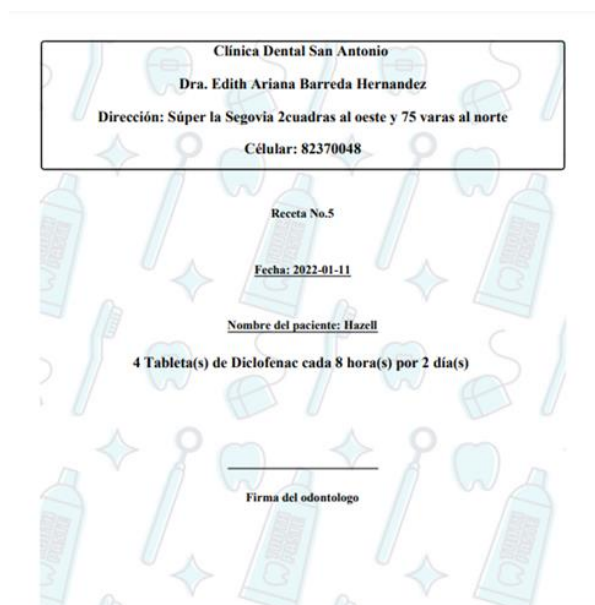 Clínica Dental San Antonio
Dra. Edith Ariana Barreda Hernandez
Dirección: Súper la Segovia 2cuadras al oeste y 75 varas al norte
Célular: 82370048
Receta No.5
Fecha: 2022-01-11
Nombre del paciente: Hazell
4 Tableta(s) de Diclofenac cada 8 hora(s) por 2 día(s)
Firma del odontologo